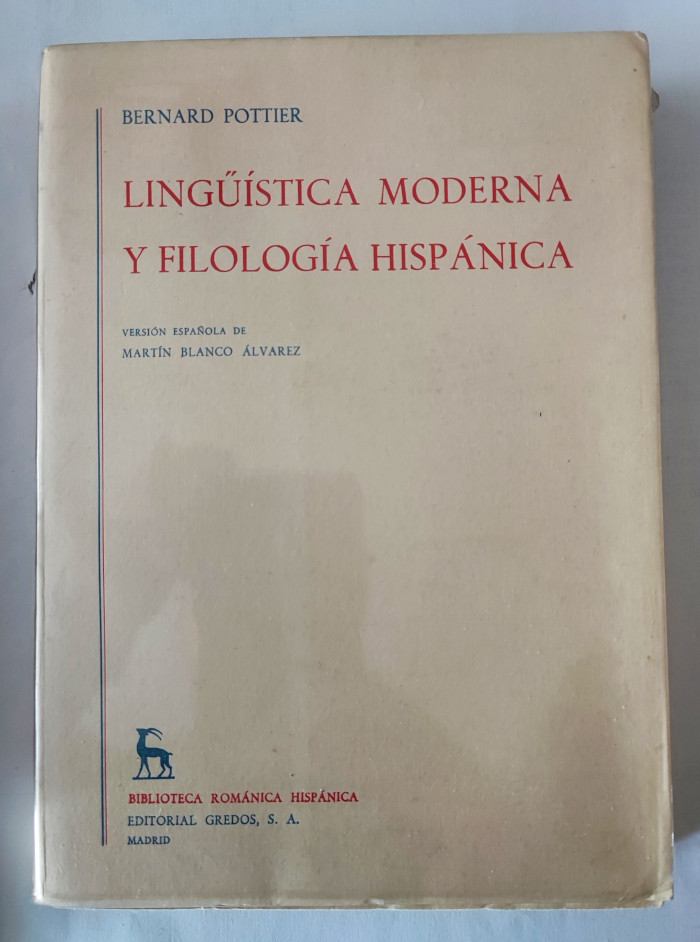 BERNARD POTTIER
LINGŰÍSTICA MODERNA
Y FILOLOGÍA HISPÁNICA
VERSIÓN ESPAÑOLA DE
MARTÍN BLANCO ÁLVAREZ
BIBLIOTECA ROMÁNICA HISPÁNICA
EDITORIAL GREDOS, S. A.
MADRID